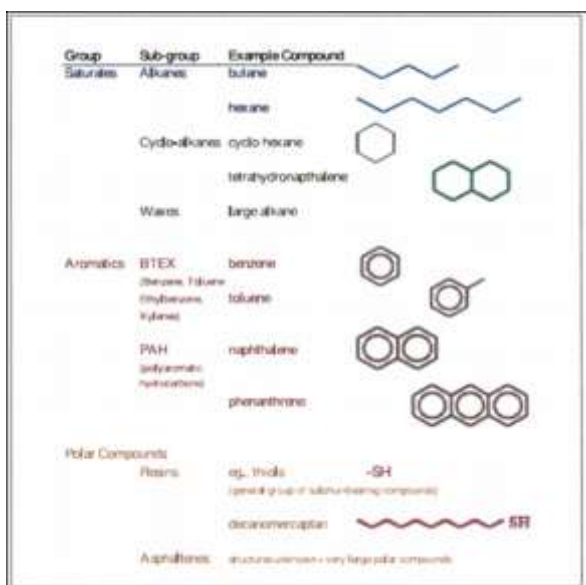 Group Sub-group Example Compound
Saturates Alkanes butane
hexane
Cyclo-alkanes cyclo hexane
tetrahydronapthalene
Waxes large alkane
Aromatics BTEX benzene
(Benzene, Toluene
Ethylbenzene, toluene
Xylenes)
PAH naphthalene
(polyaromatic
hydrocarbons)
phenanthrene
Polar Compounds
Resins eg., thiols -SH
(general group of sulphur-bearing compounds)
decanomercaptan SH
Asphaltenes structures unknown - very large polar compounds